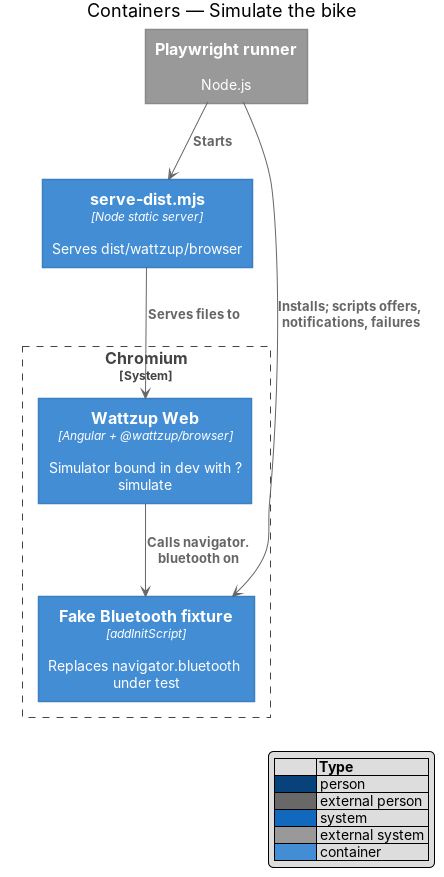 Containers — Simulate the bike
Playwright runner
Node.js
Starts
serve-dist.mjs
[Node static server]
Serves dist/wattzup/browser
Installs; scripts offers,
notifications, failures
Serves files to
Chromium
[System]
Wattzup Web
[Angular + @wattzup/browser]
Simulator bound in dev with ?
simulate
Calls navigator.
bluetooth on
Fake Bluetooth fixture
[addInitScript]
Replaces navigator.bluetooth
under test
Type
person
external person
system
external system
container